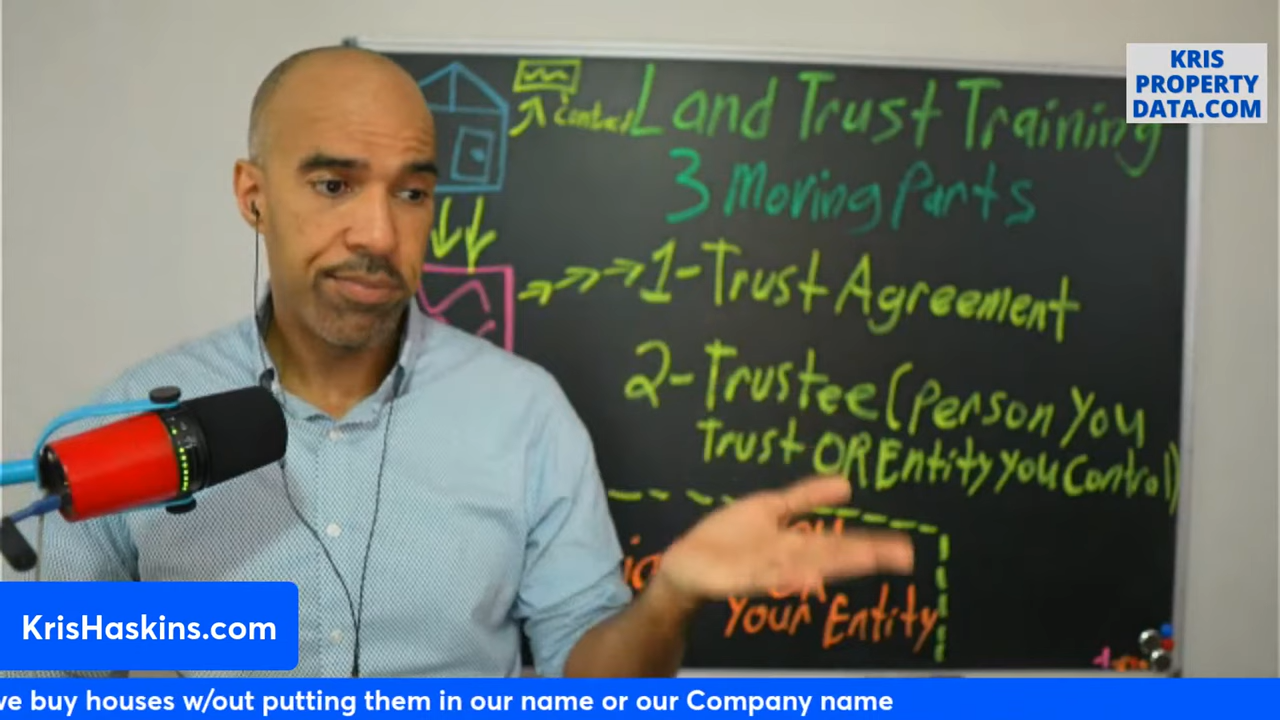 KRIS
PROPERTY
DATA.COM
Control
Land Trust Training
3 Moving Parts
1-Trust Agreement
2-Trustee (Person You
Trust OR Entity You Control)
OR
Your Entity
KrisHaskins.com
we buy houses w/out putting them in our name or our Company name